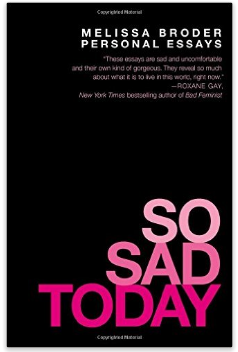 MELISSA BRODER
PERSONAL ESSAYS
"These essays are sad and uncomfortable
and their own kind of gorgeous. They reveal so much
about what it is to live in this world, right now."
—ROXANE GAY,
New York Times bestselling author of Bad Feminist
SO
SAD
TODAY